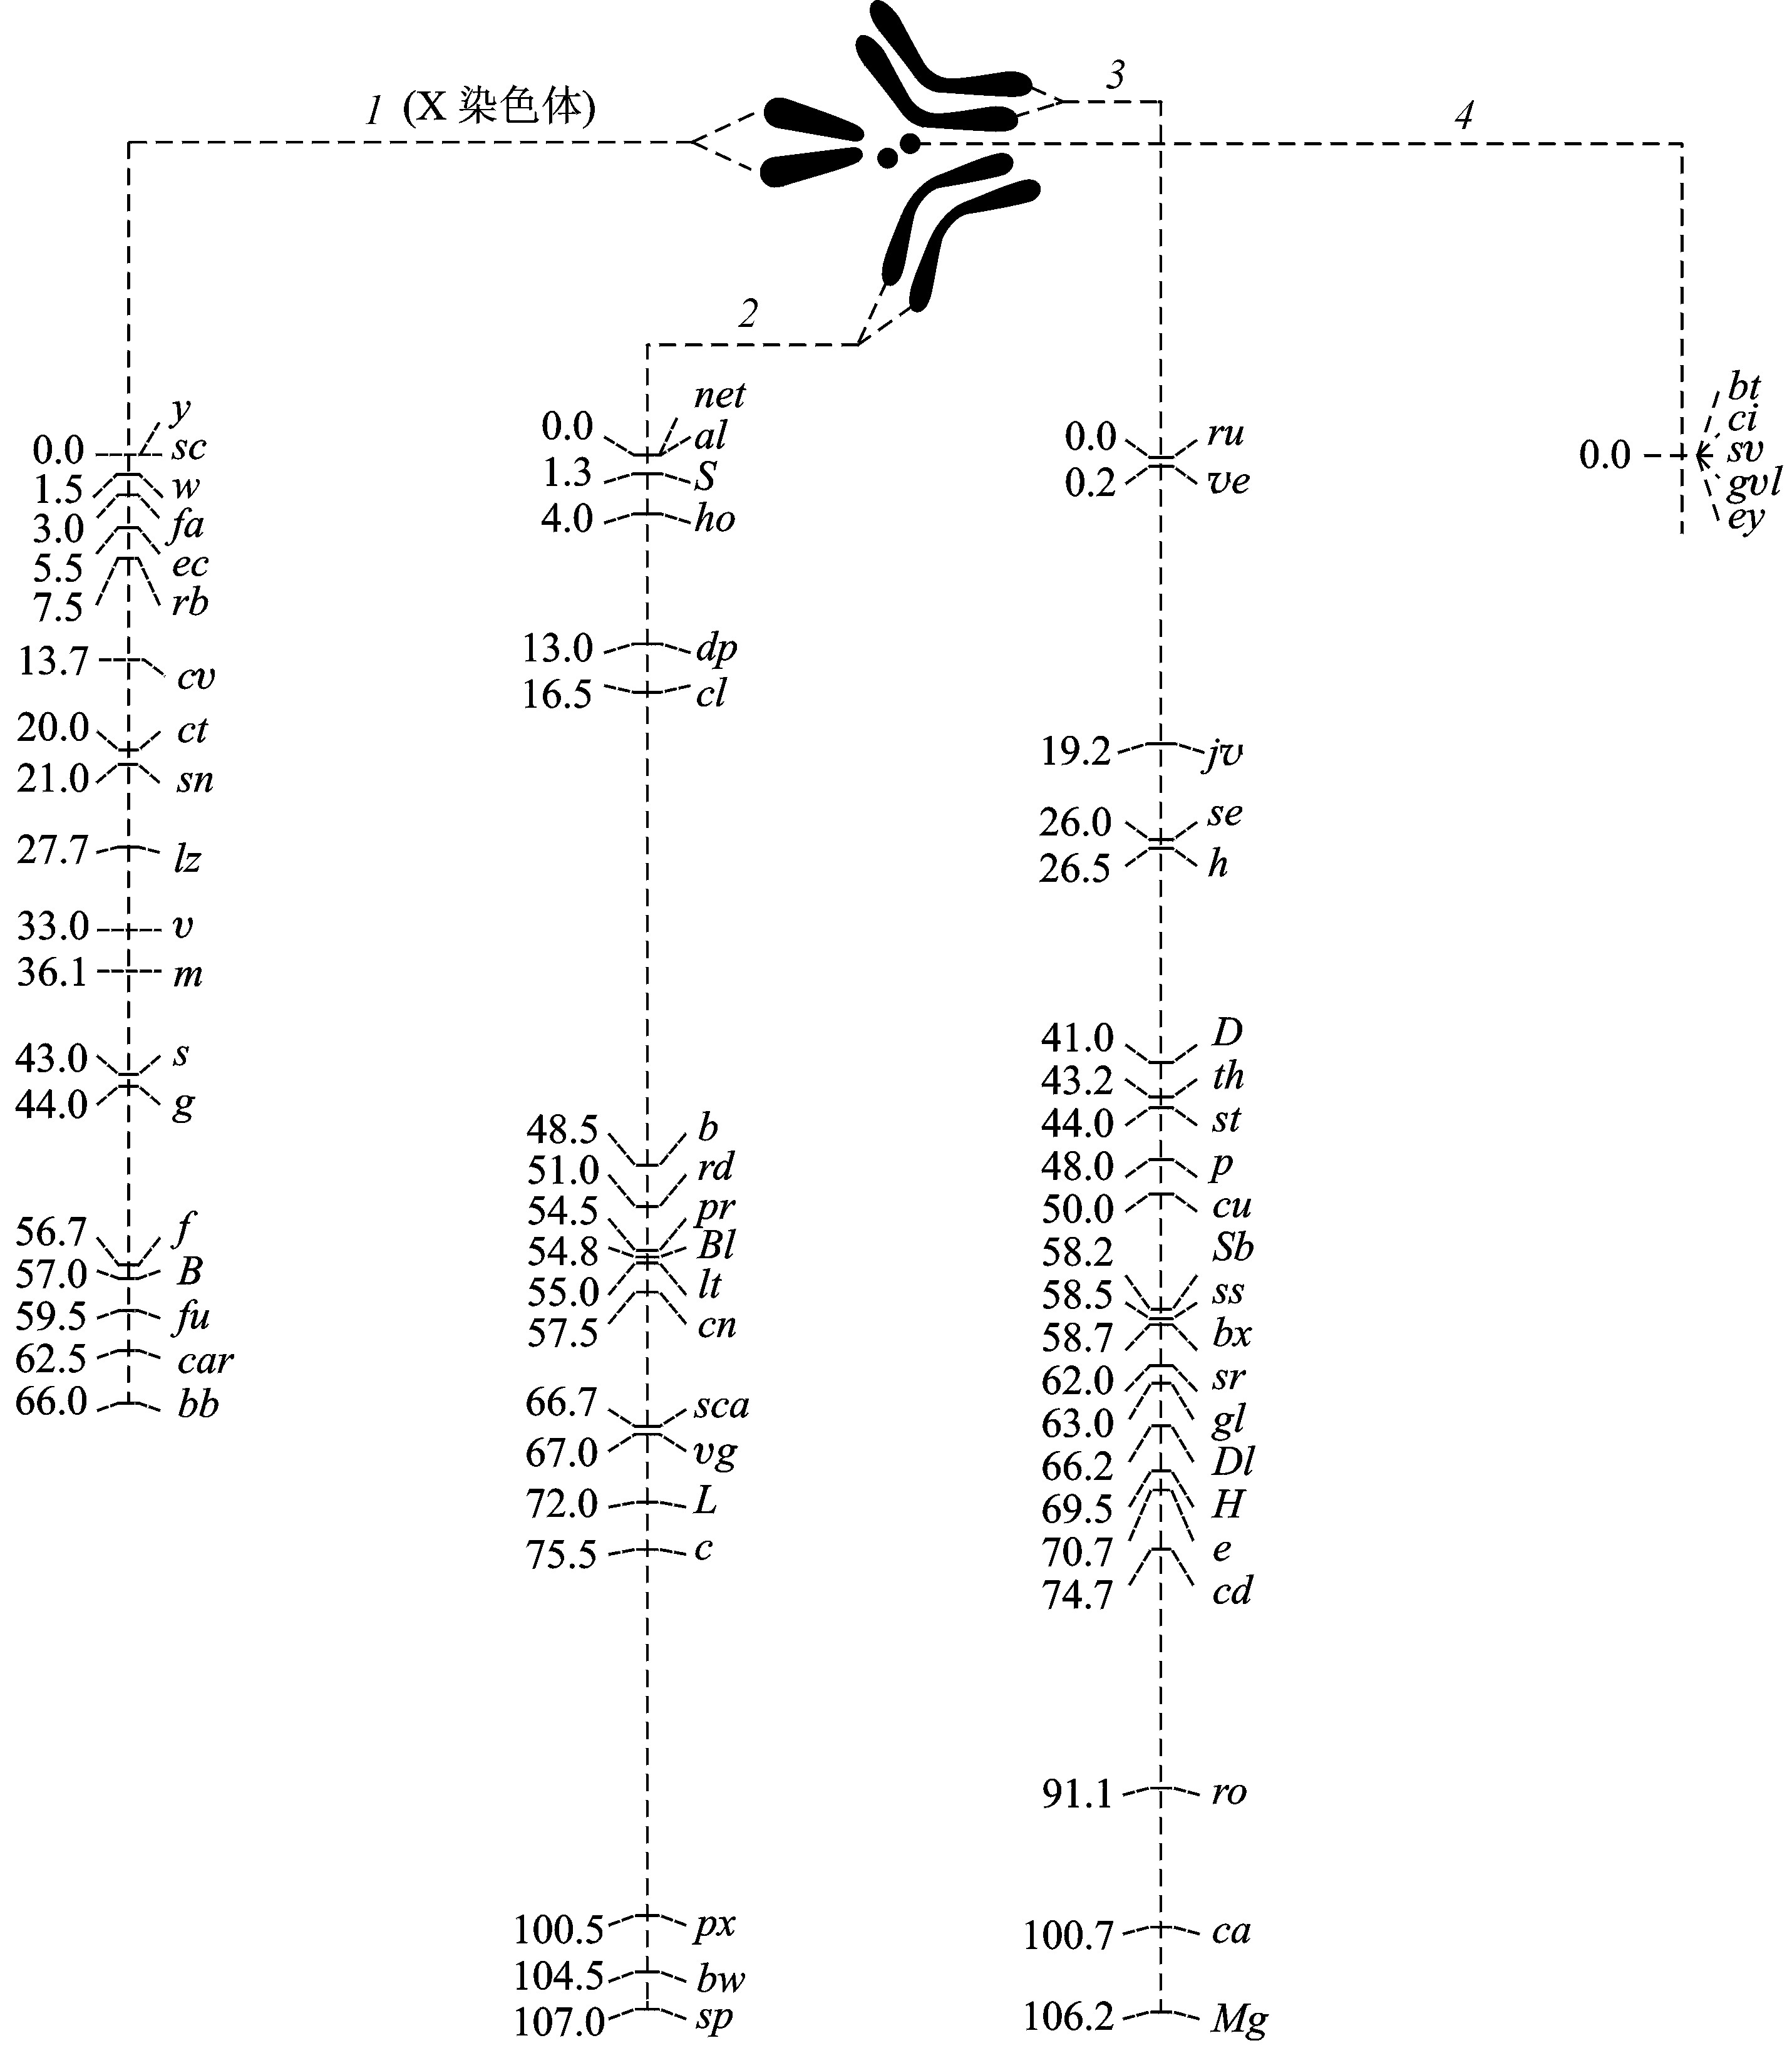 1 (X 染色体)
3
4
2
0.0 y
sc
1.5 w
3.0 fa
5.5 ec
7.5 rb
13.7 cv
20.0 ct
21.0 sn
27.7 lz
33.0 v
36.1 m
43.0 s
44.0 g
56.7 f
57.0 B
59.5 fu
62.5 car
66.0 bb
0.0 net
al
1.3 S
4.0 ho
13.0 dp
16.5 cl
48.5 b
51.0 rd
54.5 pr
54.8 Bl
55.0 lt
57.5 cn
66.7 sca
67.0 vg
72.0 L
75.5 c
100.5 px
104.5 bw
107.0 sp
0.0 ru
0.2 ve
19.2 jv
26.0 se
26.5 h
41.0 D
43.2 th
44.0 st
48.0 p
50.0 cu
58.2 Sb
58.5 ss
58.7 bx
62.0 sr
63.0 gl
66.2 Dl
69.5 H
70.7 e
74.7 cd
91.1 ro
100.7 ca
106.2 Mg
bt
ci
0.0 sv
gvl
ey